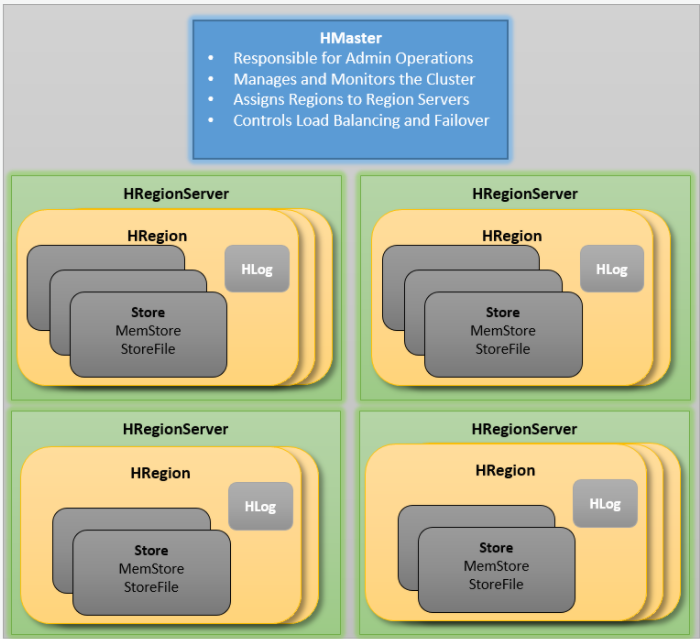 HMaster
• Responsible for Admin Operations
• Manages and Monitors the Cluster
• Assigns Regions to Region Servers
• Controls Load Balancing and Failover
HRegionServer
HRegion
HLog
Store
MemStore
StoreFile
HRegionServer
HRegion
HLog
Store
MemStore
StoreFile
HRegionServer
HRegion
HLog
Store
MemStore
StoreFile
HRegionServer
HRegion
HLog
Store
MemStore
StoreFile